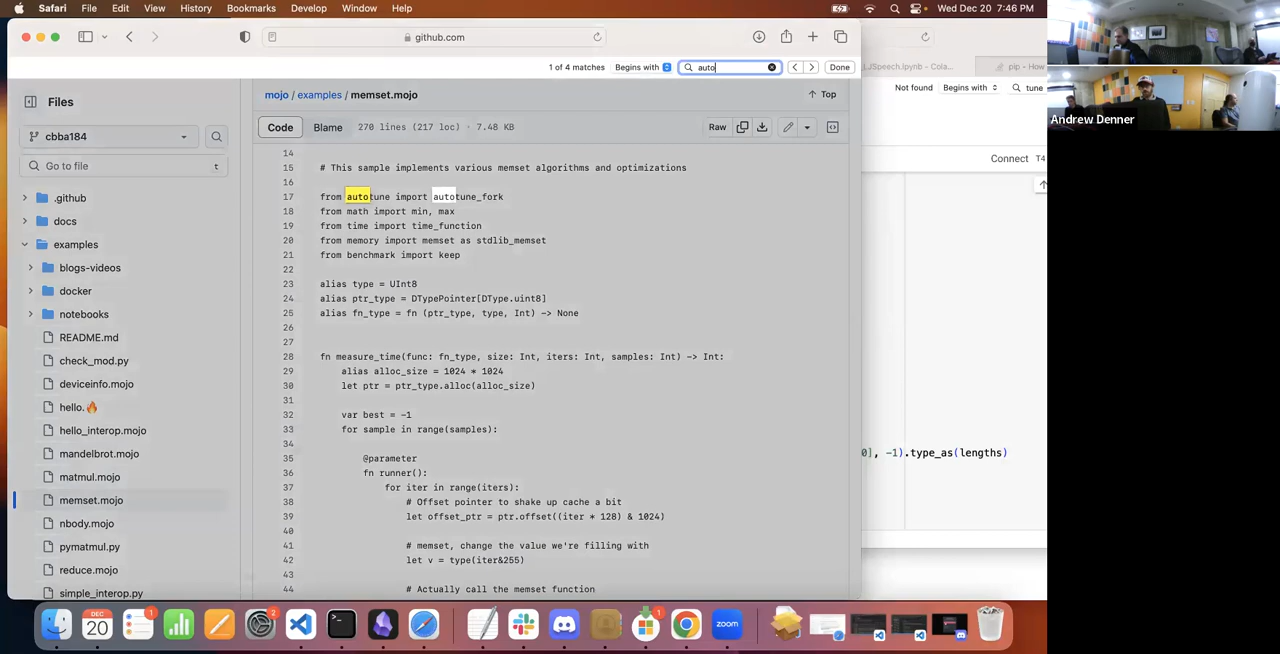 Safari File Edit View History Bookmarks Develop Window Help Wed Dec 20 7:46 PM
github.com
1 of 4 matches Begins with auto Done
Files
cbba184
Go to file t
.github
docs
examples
blogs-videos
docker
notebooks
README.md
check_mod.py
deviceinfo.mojo
hello.🔥
hello_interop.mojo
mandelbrot.mojo
matmul.mojo
memset.mojo
nbody.mojo
pymatmul.py
reduce.mojo
simple_interop.py
mojo / examples / memset.mojo Top
Code Blame 270 lines (217 loc) · 7.48 KB Raw
14
15 # This sample implements various memset algorithms and optimizations
16
17 from autotune import autotune_fork
18 from math import min, max
19 from time import time_function
20 from memory import memset as stdlib_memset
21 from benchmark import keep
22
23 alias type = UInt8
24 alias ptr_type = DTypePointer[DType.uint8]
25 alias fn_type = fn (ptr_type, type, Int) -> None
26
27
28 fn measure_time(func: fn_type, size: Int, iters: Int, samples: Int) -> Int:
29 alias alloc_size = 1024 * 1024
30 let ptr = ptr_type.alloc(alloc_size)
31
32 var best = -1
33 for sample in range(samples):
34
35 @parameter
36 fn runner():
37 for iter in range(iters):
38 # Offset pointer to shake up cache a bit
39 let offset_ptr = ptr.offset((iter * 128) & 1024)
40
41 # memset, change the value we're filling with
42 let v = type(iter&255)
43
44 # Actually call the memset function
_LJSpeech.ipynb - Cola... pip - How
Not found Begins with tune
Connect T4
0], -1).type_as(lengths)
Andrew Denner
DEC
20
1
2
1
zoom